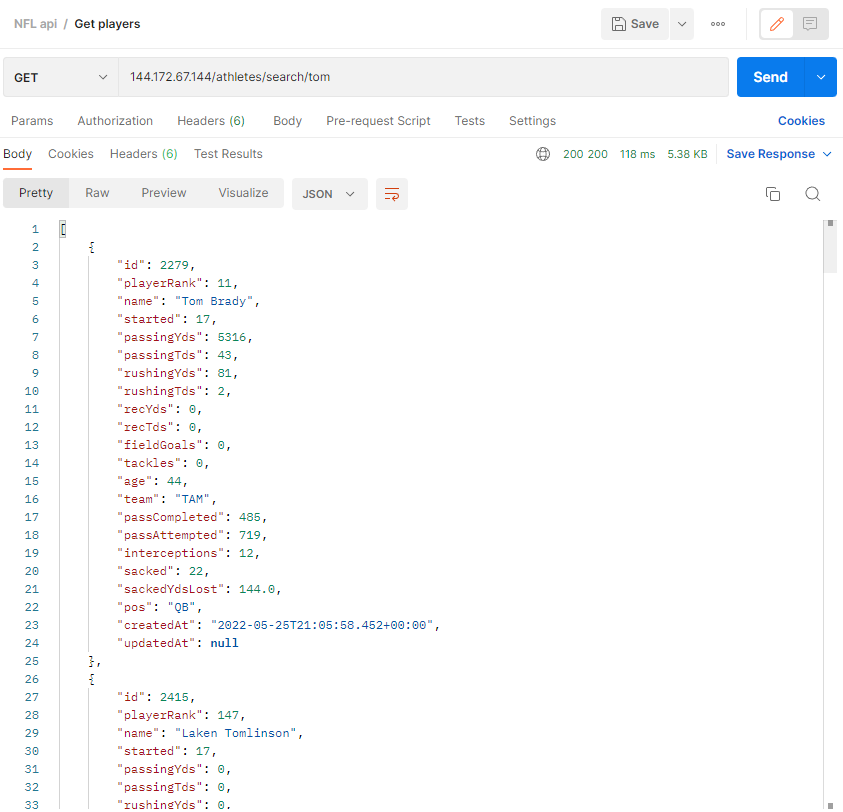 NFL api / Get players
Save
GET 144.172.67.144/athletes/search/tom Send
Params Authorization Headers (6) Body Pre-request Script Tests Settings Cookies
Body Cookies Headers (6) Test Results 200 200 118 ms 5.38 KB Save Response
Pretty Raw Preview Visualize JSON
1 [
2 {
3 "id": 2279,
4 "playerRank": 11,
5 "name": "Tom Brady",
6 "started": 17,
7 "passingYds": 5316,
8 "passingTds": 43,
9 "rushingYds": 81,
10 "rushingTds": 2,
11 "recYds": 0,
12 "recTds": 0,
13 "fieldGoals": 0,
14 "tackles": 0,
15 "age": 44,
16 "team": "TAM",
17 "passCompleted": 485,
18 "passAttempted": 719,
19 "interceptions": 12,
20 "sacked": 22,
21 "sackedYdsLost": 144.0,
22 "pos": "QB",
23 "createdAt": "2022-05-25T21:05:58.452+00:00",
24 "updatedAt": null
25 },
26 {
27 "id": 2415,
28 "playerRank": 147,
29 "name": "Laken Tomlinson",
30 "started": 17,
31 "passingYds": 0,
32 "passingTds": 0,
33 "rushingYds": 0,